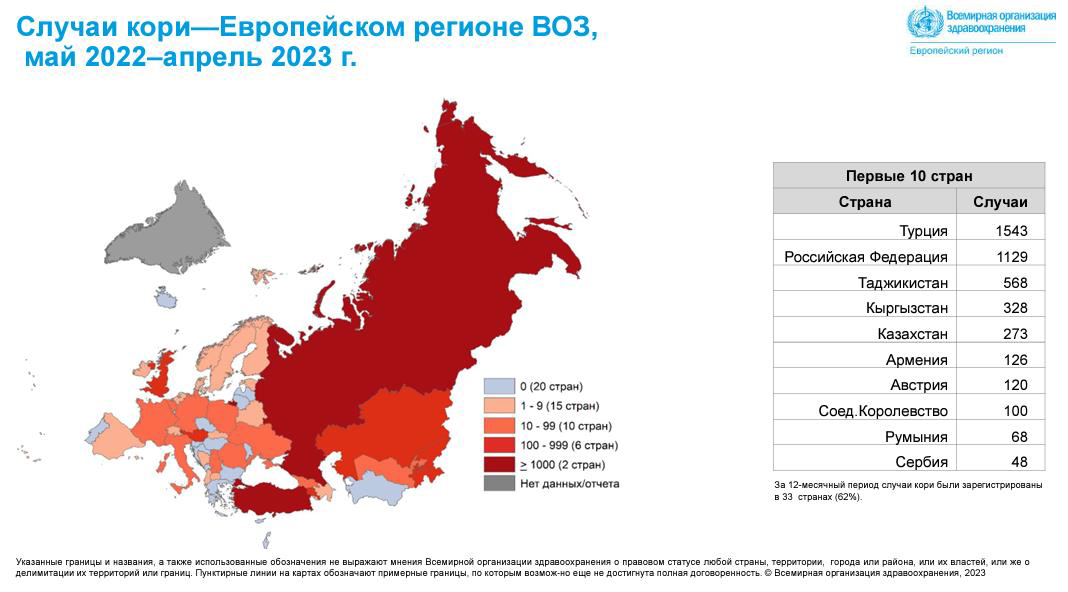 Случаи кори—Европейском регионе ВОЗ,
май 2022–апрель 2023 г.
Всемирная организация
здравоохранения
Европейский регион
Первые 10 стран
Страна Случаи
Турция 1543
Российская Федерация 1129
Таджикистан 568
Кыргызстан 328
Казахстан 273
Армения 126
Австрия 120
Соед.Королевство 100
Румыния 68
Сербия 48
За 12-месячный период случаи кори были зарегистрированы
в 33 странах (62%).
0 (20 стран)
1 - 9 (15 стран)
10 - 99 (10 стран)
100 - 999 (6 стран)
≥ 1000 (2 стран)
Нет данных/отчета
Указанные границы и названия, а также использованные обозначения не выражают мнения Всемирной организации здравоохранения о правовом статусе любой страны, территории, города или района, или их властей, или же о
делимитации их территорий или границ. Пунктирные линии на картах обозначают примерные границы, по которым возмож-но еще не достигнута полная договоренность. © Всемирная организация здравоохранения, 2023